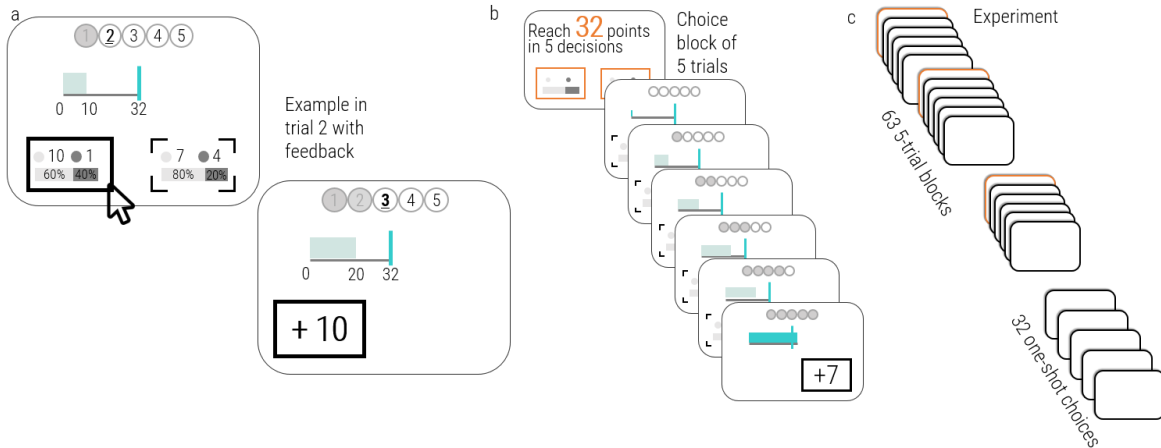 a
1 2 3 4 5
0 10 32
10 1
60% 40%
7 4
80% 20%
Example in
trial 2 with
feedback
1 2 3 4 5
0 20 32
+ 10
b
Reach 32 points
in 5 decisions
Choice
block of
5 trials
+7
c
Experiment
63 5-trial blocks
32 one-shot choices